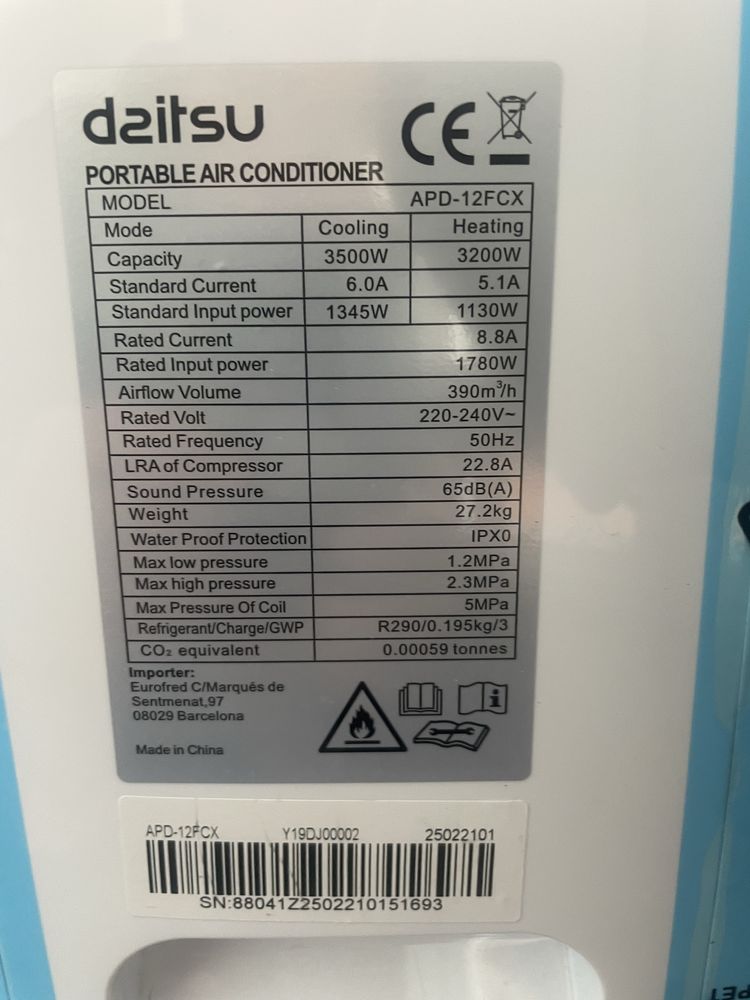 daitsu
CE
PORTABLE AIR CONDITIONER
MODEL APD-12FCX
Mode Cooling Heating
Capacity 3500W 3200W
Standard Current 6.0A 5.1A
Standard Input power 1345W 1130W
Rated Current 8.8A
Rated Input power 1780W
Airflow Volume 390m³/h
Rated Volt 220-240V~
Rated Frequency 50Hz
LRA of Compressor 22.8A
Sound Pressure 65dB(A)
Weight 27.2kg
Water Proof Protection IPX0
Max low pressure 1.2MPa
Max high pressure 2.3MPa
Max Pressure Of Coil 5MPa
Refrigerant/Charge/GWP R290/0.195kg/3
CO₂ equivalent 0.00059 tonnes
Importer:
Eurofred C/Marqués de
Sentmenat,97
08029 Barcelona
Made in China
APD-12FCX Y19DJ00002 25022101
SN:88041Z2502210151693